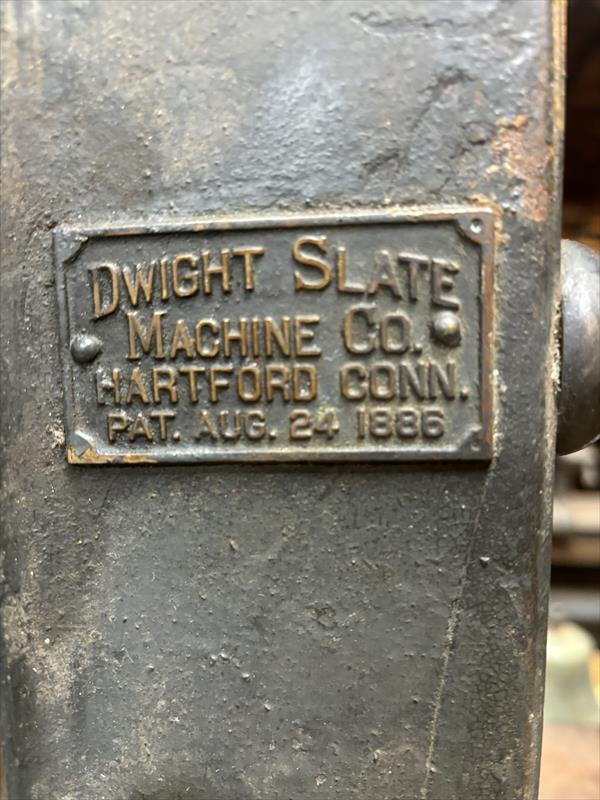 DWIGHT SLATE
MACHINE CO.
HARTFORD CONN.
PAT. AUG. 24 1886